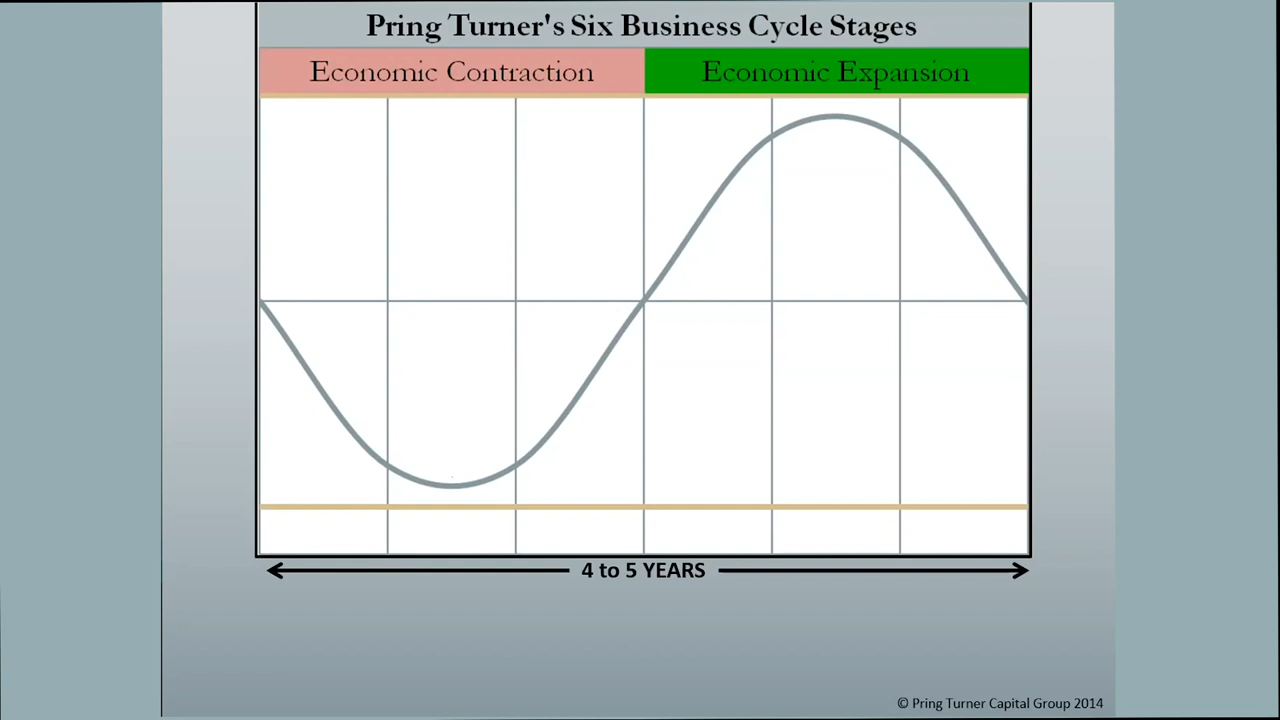 Pring Turner's Six Business Cycle Stages
Economic Contraction
Economic Expansion
4 to 5 YEARS
© Pring Turner Capital Group 2014